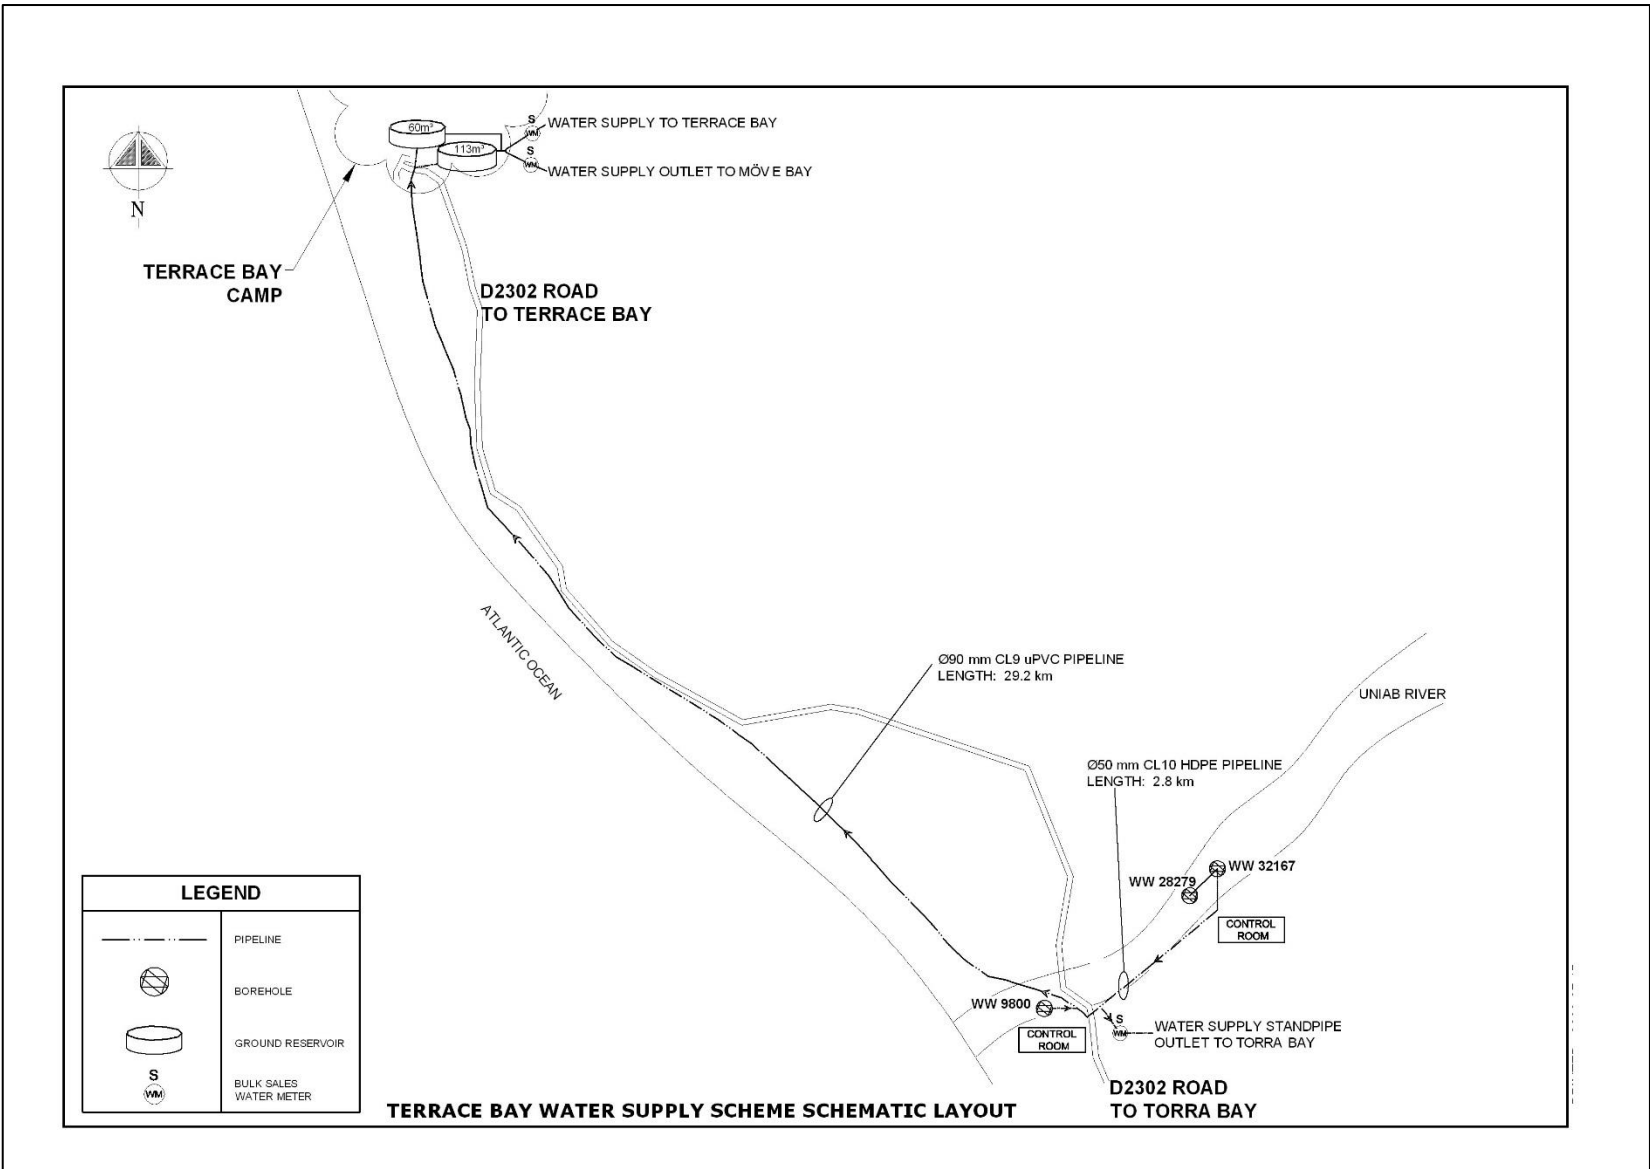 60m³
113m³
S
WM
WATER SUPPLY TO TERRACE BAY
S
WM
WATER SUPPLY OUTLET TO MÖVE BAY
N
TERRACE BAY
CAMP
D2302 ROAD
TO TERRACE BAY
ATLANTIC OCEAN
Ø90 mm CL9 uPVC PIPELINE
LENGTH: 29.2 km
UNIAB RIVER
Ø50 mm CL10 HDPE PIPELINE
LENGTH: 2.8 km
WW 32167
WW 28279
CONTROL
ROOM
WW 9800
CONTROL
ROOM
S
WM
WATER SUPPLY STANDPIPE
OUTLET TO TORRA BAY
D2302 ROAD
TO TORRA BAY
LEGEND
PIPELINE
BOREHOLE
GROUND RESERVOIR
S
WM
BULK SALES
WATER METER
TERRACE BAY WATER SUPPLY SCHEME SCHEMATIC LAYOUT